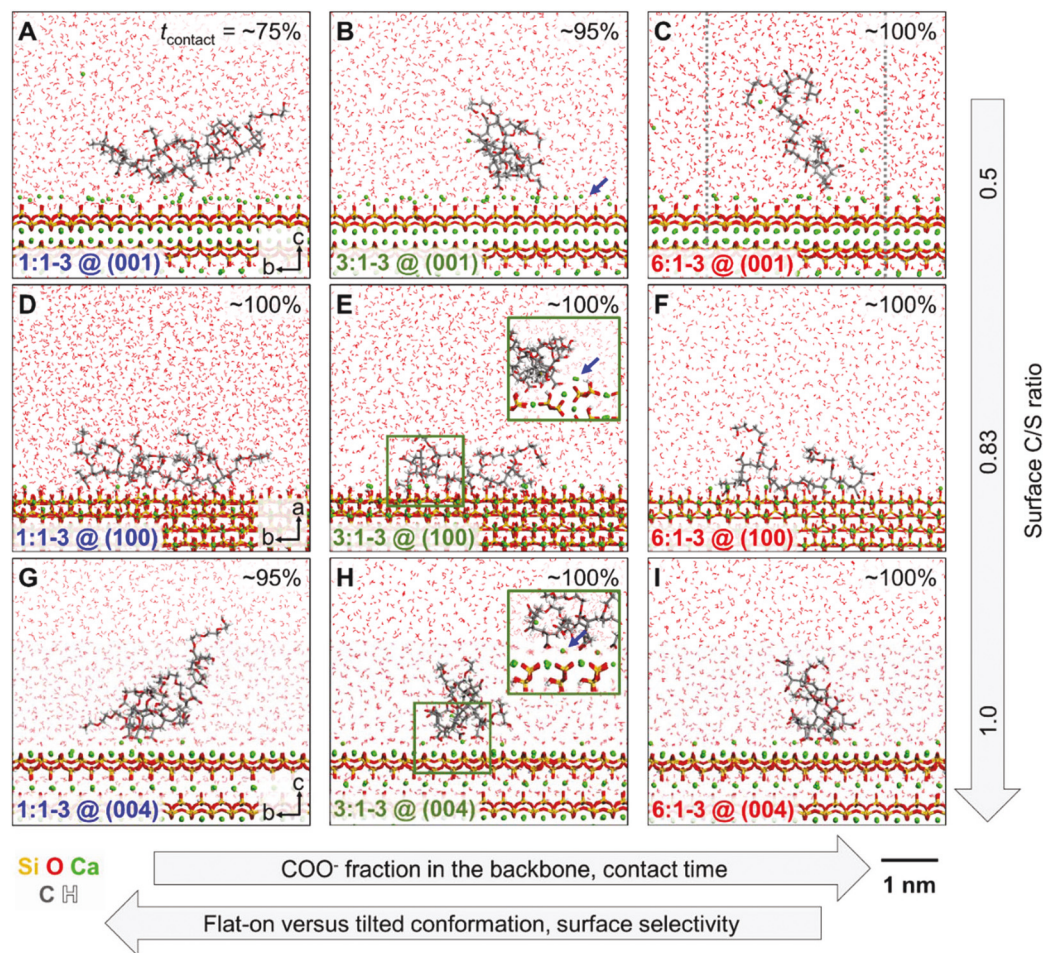 A
t contact = ~75%
B
~95%
C
~100%
c
b
1:1-3 @ (001)
3:1-3 @ (001)
6:1-3 @ (001)
D
~100%
E
~100%
F
~100%
a
b
1:1-3 @ (100)
3:1-3 @ (100)
6:1-3 @ (100)
G
~95%
H
~100%
I
~100%
c
b
1:1-3 @ (004)
3:1-3 @ (004)
6:1-3 @ (004)
0.5
0.83
1.0
Surface C/S ratio
Si O Ca
C H
COO⁻ fraction in the backbone, contact time
1 nm
Flat-on versus tilted conformation, surface selectivity